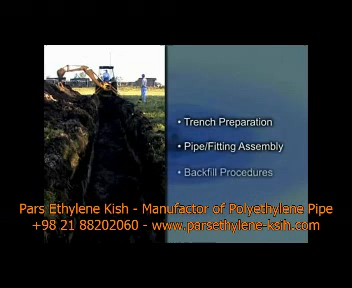 • Trench Preparation
• Pipe/Fitting Assembly
• Backfill Procedures
Pars Ethylene Kish - Manufactor of Polyethylene Pipe
+98 21 88202060 - www.parsethylene-ksih.com